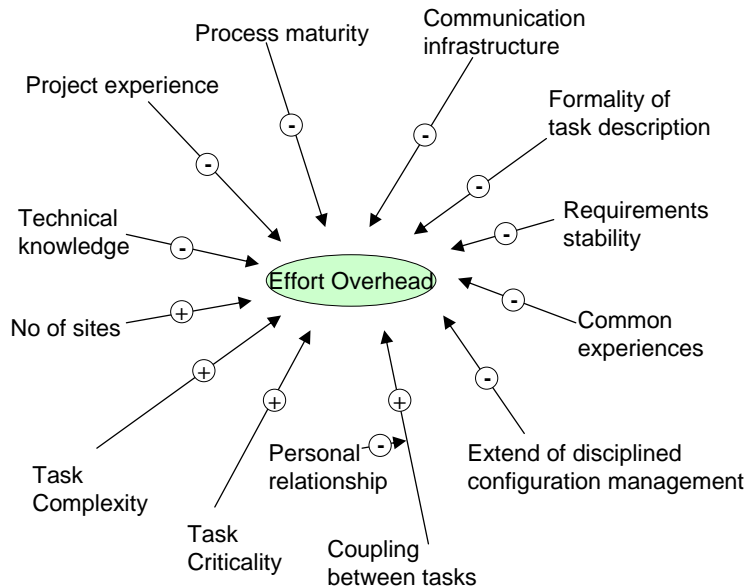 Process maturity
Communication
infrastructure
Project experience
Formality of
task description
-
-
-
-
Technical
knowledge
-
Requirements
stability
-
Effort Overhead
No of sites
+
-
Common
experiences
+
-
+
+
Personal
relationship
-
Extend of disciplined
configuration management
Task
Complexity
Task
Criticality
Coupling
between tasks